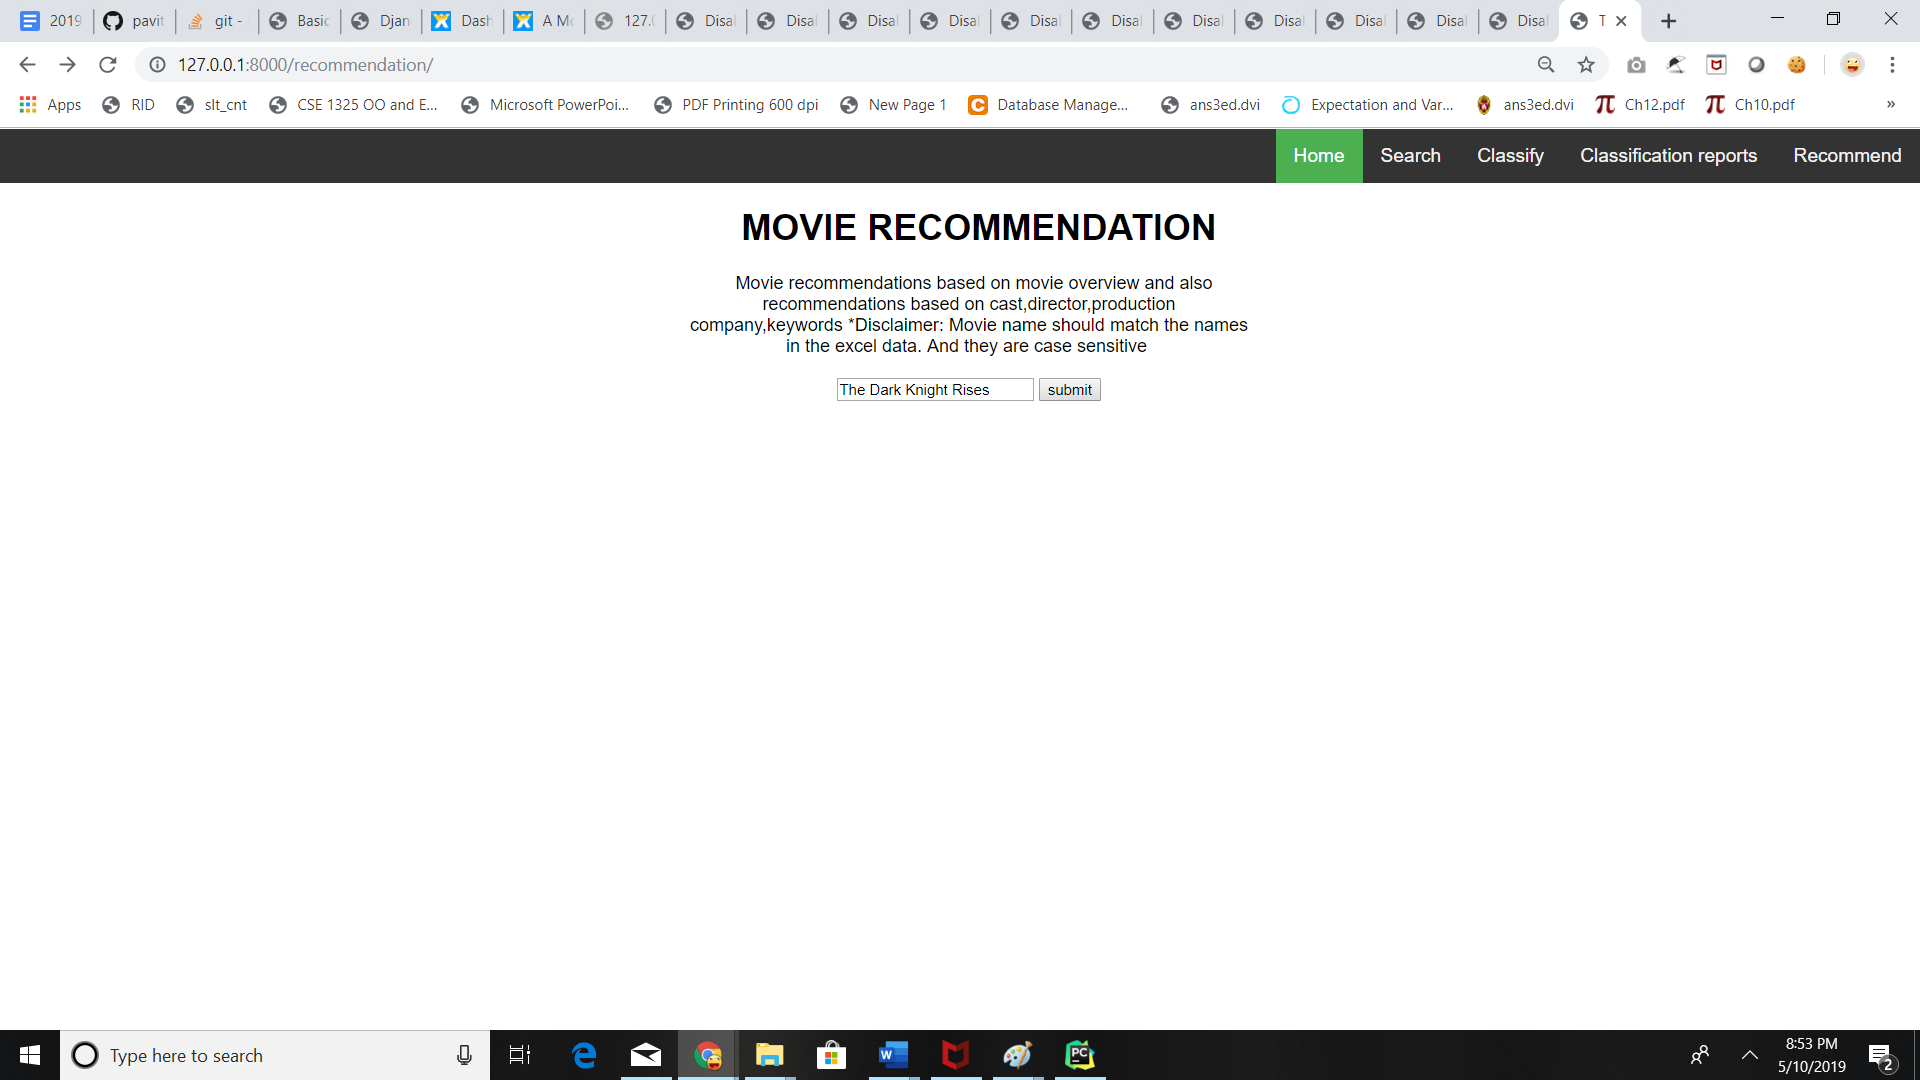 2019 pavit git - Basic Djan Dash A Mo 127.0 Disal Disal Disal Disal Disal Disal Disal Disal Disal Disal Disal T
127.0.0.1:8000/recommendation/
Apps RID slt_cnt CSE 1325 OO and E... Microsoft PowerPoi... PDF Printing 600 dpi New Page 1 Database Manage... ans3ed.dvi Expectation and Var... ans3ed.dvi Ch12.pdf Ch10.pdf »
Home Search Classify Classification reports Recommend
MOVIE RECOMMENDATION
Movie recommendations based on movie overview and also
recommendations based on cast,director,production
company,keywords *Disclaimer: Movie name should match the names
in the excel data. And they are case sensitive
The Dark Knight Rises submit
Type here to search
8:53 PM
5/10/2019
2